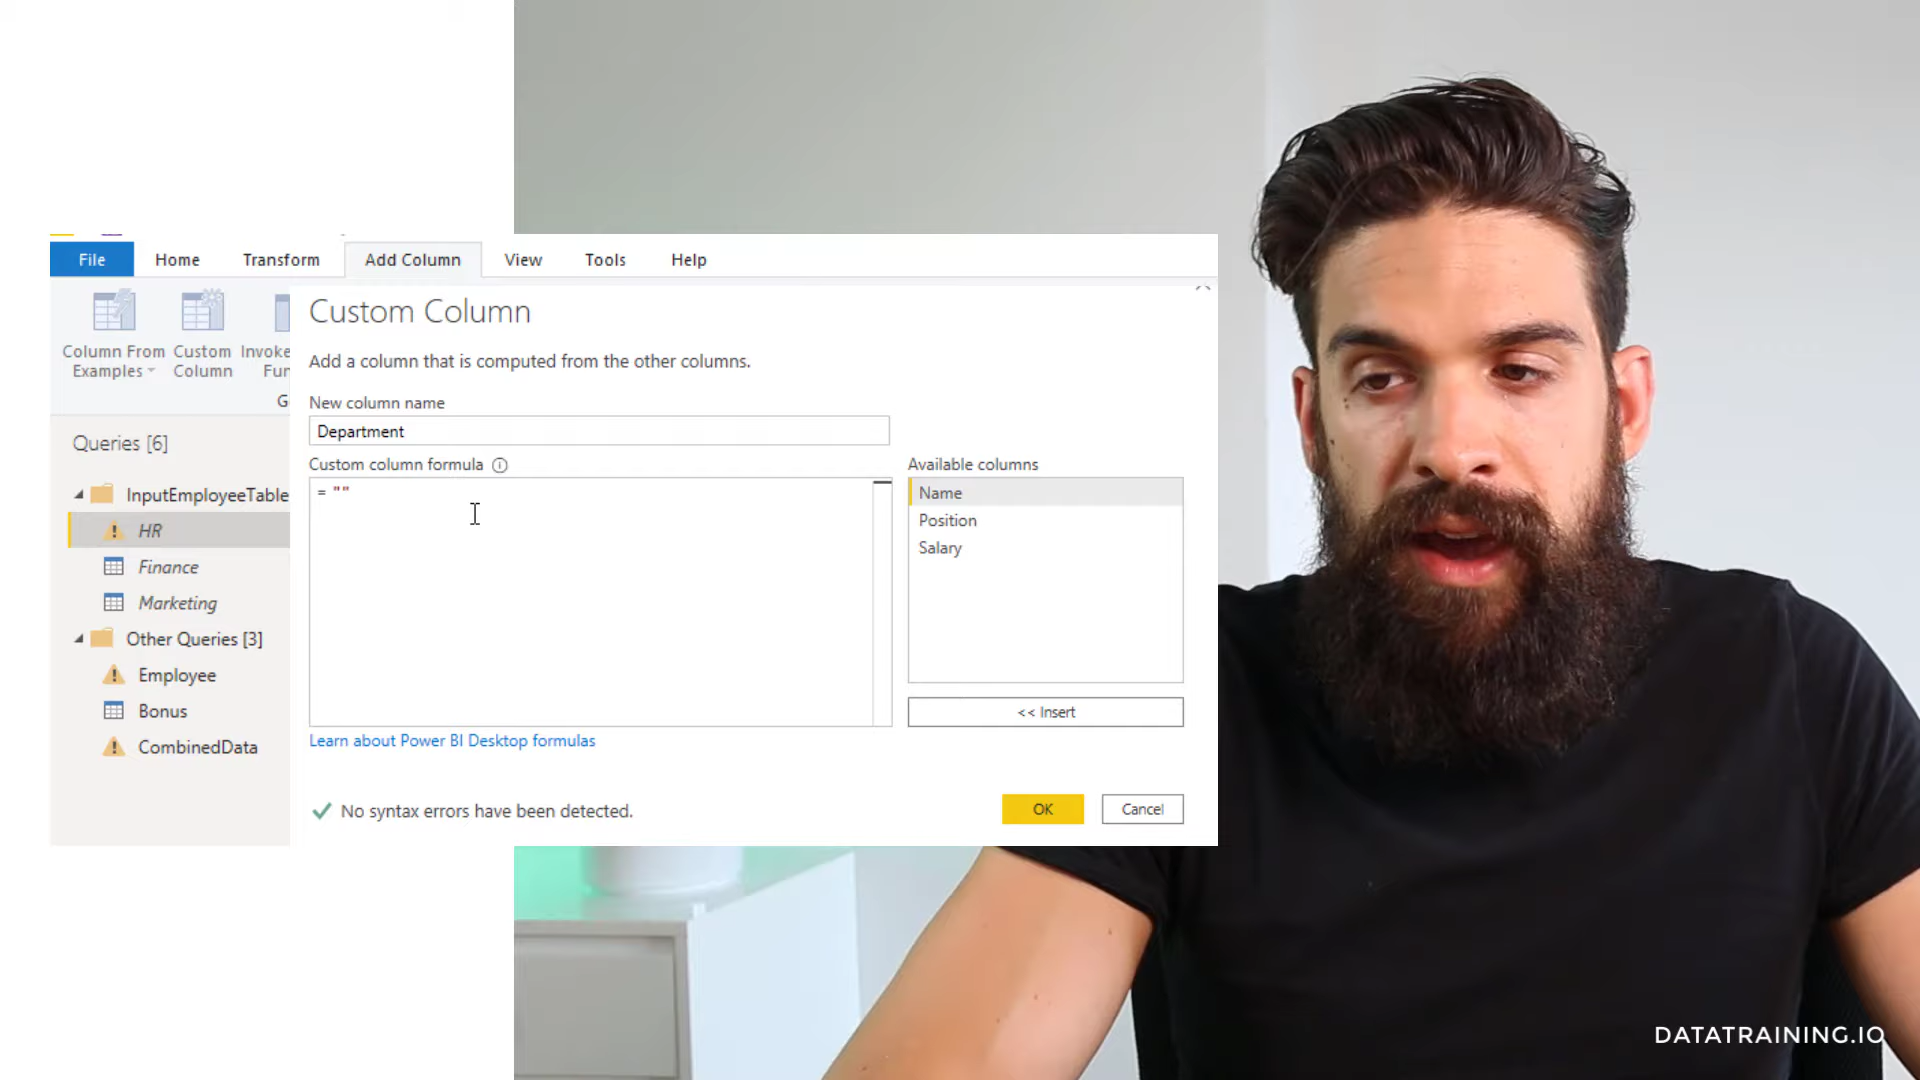 File Home Transform Add Column View Tools Help
Column From
Examples
Custom
Column
Invoke
Fun
G
Queries [6]
InputEmployeeTable
HR
Finance
Marketing
Other Queries [3]
Employee
Bonus
CombinedData
Custom Column
Add a column that is computed from the other columns.
New column name
Department
Custom column formula
= ""
Available columns
Name
Position
Salary
<< Insert
Learn about Power BI Desktop formulas
No syntax errors have been detected.
OK
Cancel
DATATRAINING.IO